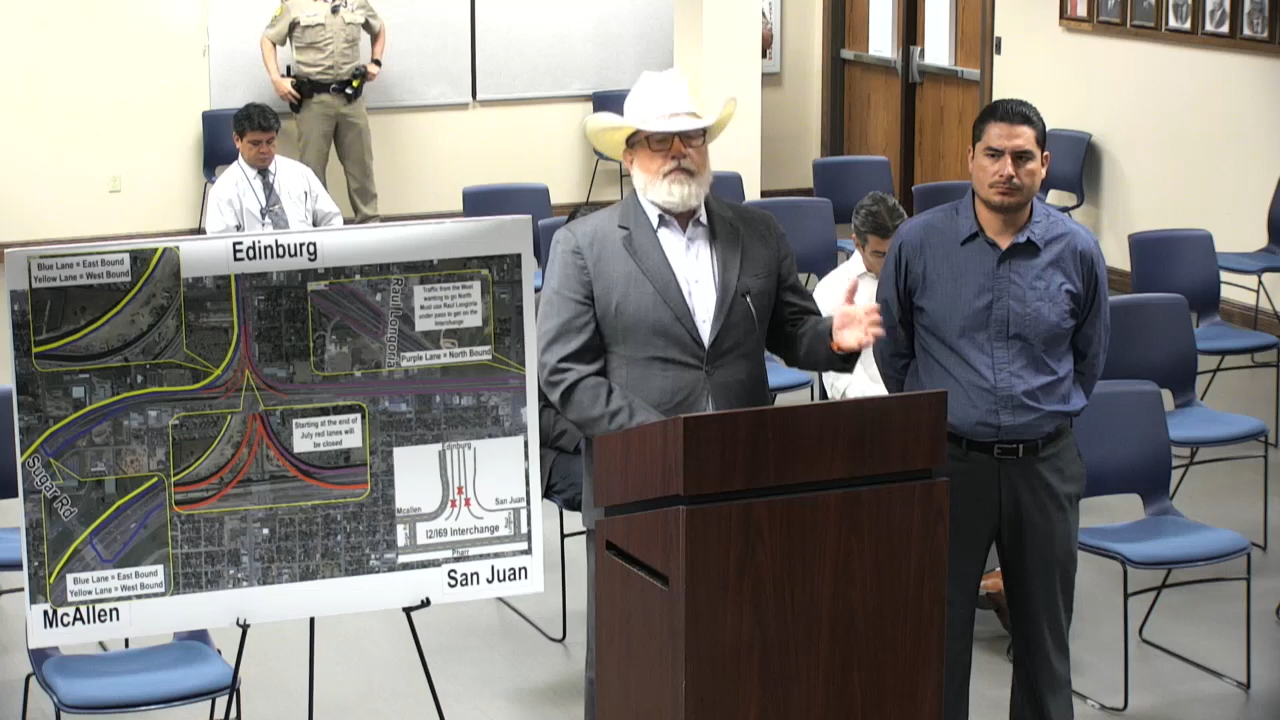 Edinburg
Blue Lane = East Bound
Yellow Lane = West Bound
Raul Longoria
Traffic from the West
wanting to go North
Must use Raul Longoria
under pass to get on the
Interchange
Purple Lane = North Bound
Starting at the end of
July red lanes will
be closed
Sugar Rd
Edinburg
Mcallen
San Juan
I2/I69 Interchange
Pharr
Blue Lane = East Bound
Yellow Lane = West Bound
McAllen
San Juan